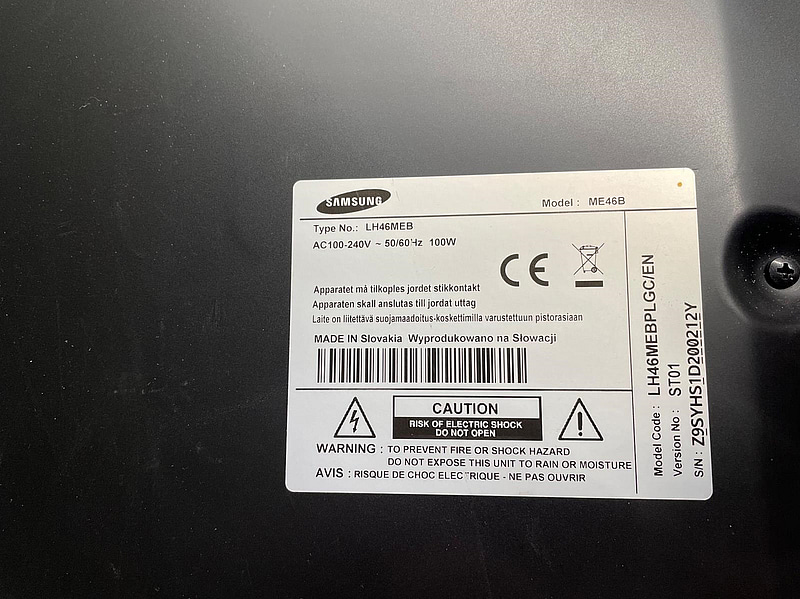 SAMSUNG
Model : ME46B
Type No.: LH46MEB
AC100-240V ~ 50/60Hz 100W
CE
Apparatet må tilkoples jordet stikkontakt
Apparaten skall anslutas till jordat uttag
Laite on liitettävä suojamaadoitus-koskettimilla varustettuun pistorasiaan
MADE IN Slovakia Wyprodukowano na Słowacji
CAUTION
RISK OF ELECTRIC SHOCK
DO NOT OPEN
WARNING : TO PREVENT FIRE OR SHOCK HAZARD
DO NOT EXPOSE THIS UNIT TO RAIN OR MOISTURE
AVIS : RISQUE DE CHOC ELECTRIQUE - NE PAS OUVRIR
Model Code : LH46MEBPLGC/EN
Version No : ST01
S/N : Z9SYHS1D200212Y